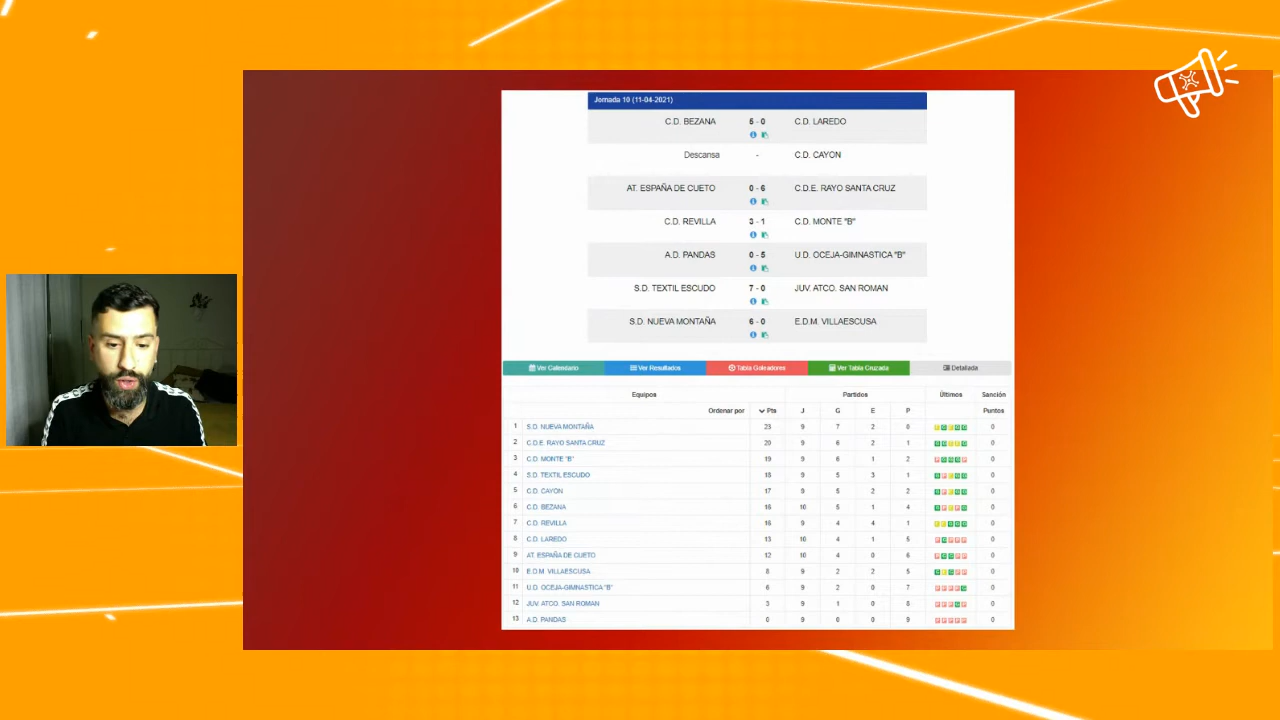 Jornada 10 (11-04-2021)
C.D. BEZANA 5 - 0 C.D. LAREDO
Descansa - C.D. CAYON
AT. ESPAÑA DE CUETO 0 - 6 C.D.E. RAYO SANTA CRUZ
C.D. REVILLA 3 - 1 C.D. MONTE "B"
A.D. PANDAS 0 - 5 U.D. OCEJA-GIMNASTICA "B"
S.D. TEXTIL ESCUDO 7 - 0 JUV. ATCO. SAN ROMAN
S.D. NUEVA MONTAÑA 6 - 0 E.D.M. VILLAESCUSA
Ver Calendario Ver Resultados Tabla Goleadores Ver Tabla Cruzada Detallada
Equipos Partidos Últimos Sanción
Ordenar por Pts J G E P Puntos
1 S.D. NUEVA MONTAÑA 23 9 7 2 0 0
2 C.D.E. RAYO SANTA CRUZ 20 9 6 2 1 0
3 C.D. MONTE "B" 19 9 6 1 2 0
4 S.D. TEXTIL ESCUDO 18 9 5 3 1 0
5 C.D. CAYON 17 9 5 2 2 0
6 C.D. BEZANA 16 10 5 1 4 0
7 C.D. REVILLA 16 9 4 4 1 0
8 C.D. LAREDO 13 10 4 1 5 0
9 AT. ESPAÑA DE CUETO 12 10 4 0 6 0
10 E.D.M. VILLAESCUSA 8 9 2 2 5 0
11 U.D. OCEJA-GIMNASTICA "B" 6 9 2 0 7 0
12 JUV. ATCO. SAN ROMAN 3 9 1 0 8 0
13 A.D. PANDAS 0 9 0 0 9 0